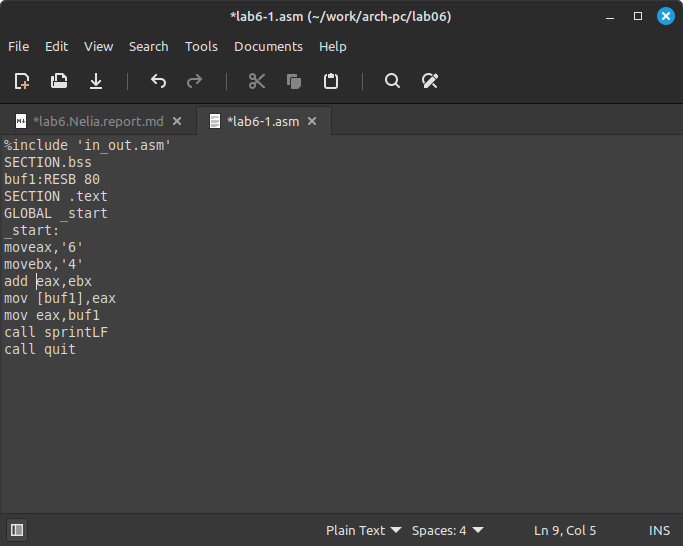 *lab6-1.asm (~/work/arch-pc/lab06)
File Edit View Search Tools Documents Help
*lab6.Nelia.report.md *lab6-1.asm
%include 'in_out.asm'
SECTION.bss
buf1:RESB 80
SECTION .text
GLOBAL _start
_start:
moveax,'6'
movebx,'4'
add eax,ebx
mov [buf1],eax
mov eax,buf1
call sprintLF
call quit
Plain Text Spaces: 4 Ln 9, Col 5 INS